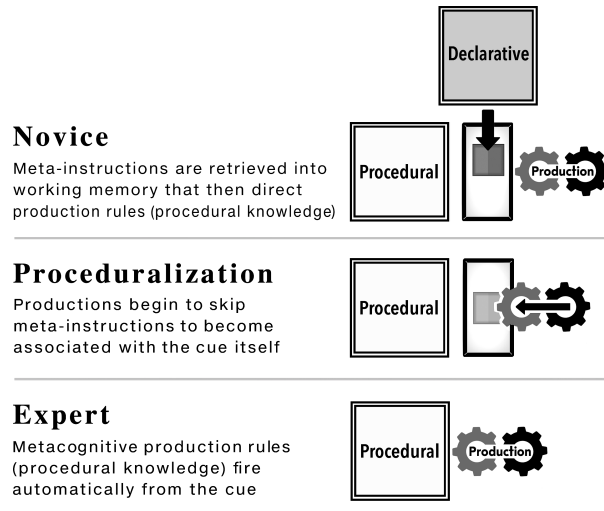 Declarative
Novice
Meta-instructions are retrieved into
working memory that then direct
production rules (procedural knowledge)
Procedural
Production
Proceduralization
Productions begin to skip
meta-instructions to become
associated with the cue itself
Procedural
Expert
Metacognitive production rules
(procedural knowledge) fire
automatically from the cue
Procedural
Production